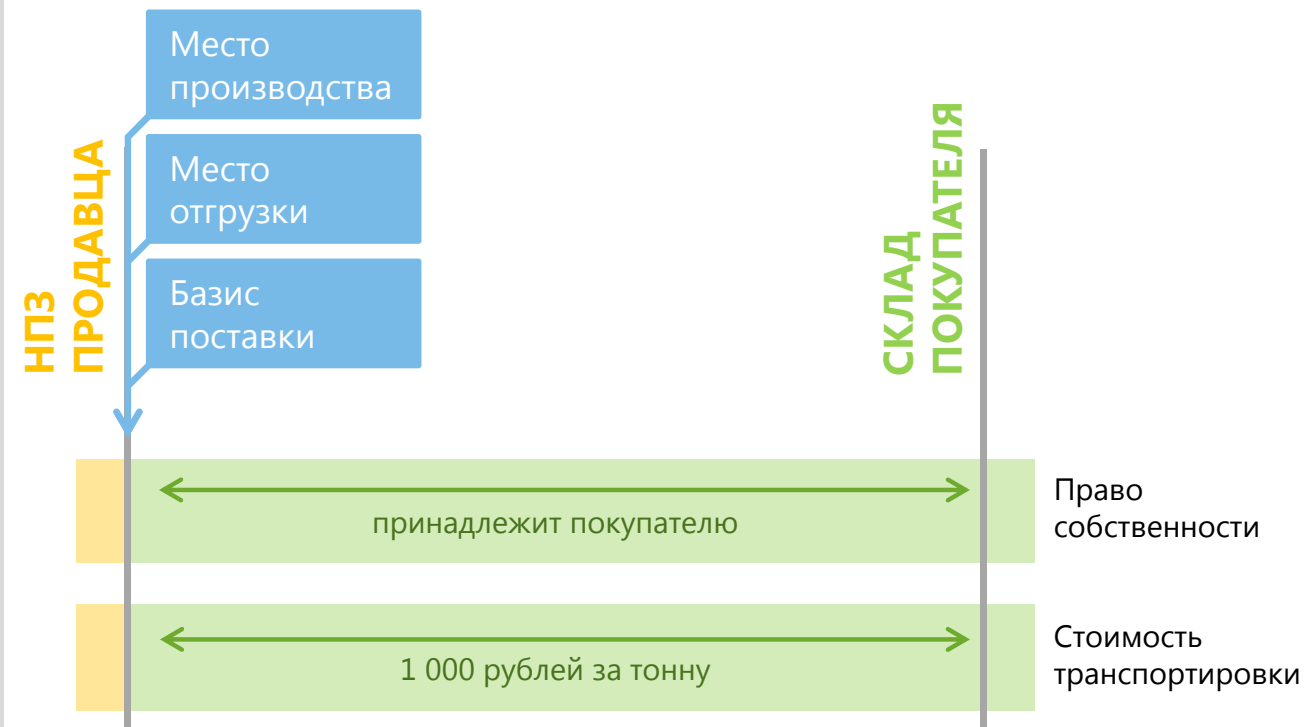 Место
производства
Место
отгрузки
Базис
поставки
НПЗ
ПРОДАВЦА
СКЛАД
ПОКУПАТЕЛЯ
принадлежит покупателю
Право
собственности
1 000 рублей за тонну
Стоимость
транспортировки